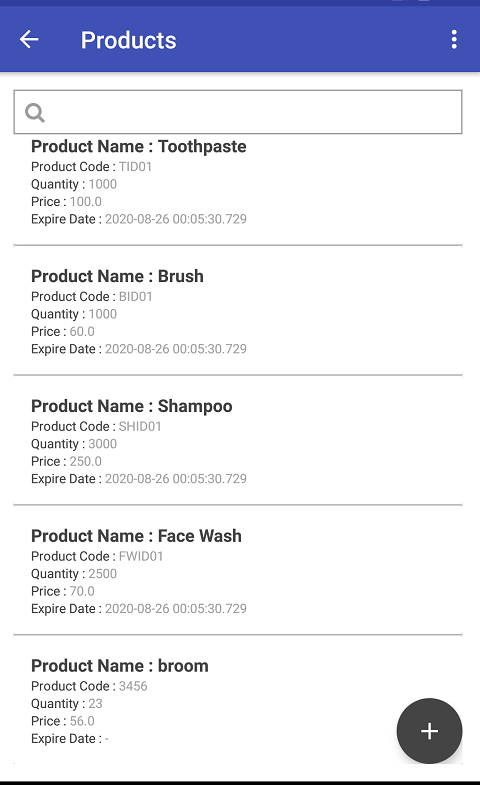 Products
Product Name : Toothpaste
Product Code : TID01
Quantity : 1000
Price : 100.0
Expire Date : 2020-08-26 00:05:30.729
Product Name : Brush
Product Code : BID01
Quantity : 1000
Price : 60.0
Expire Date : 2020-08-26 00:05:30.729
Product Name : Shampoo
Product Code : SHID01
Quantity : 3000
Price : 250.0
Expire Date : 2020-08-26 00:05:30.729
Product Name : Face Wash
Product Code : FWID01
Quantity : 2500
Price : 70.0
Expire Date : 2020-08-26 00:05:30.729
Product Name : broom
Product Code : 3456
Quantity : 23
Price : 56.0
Expire Date : -